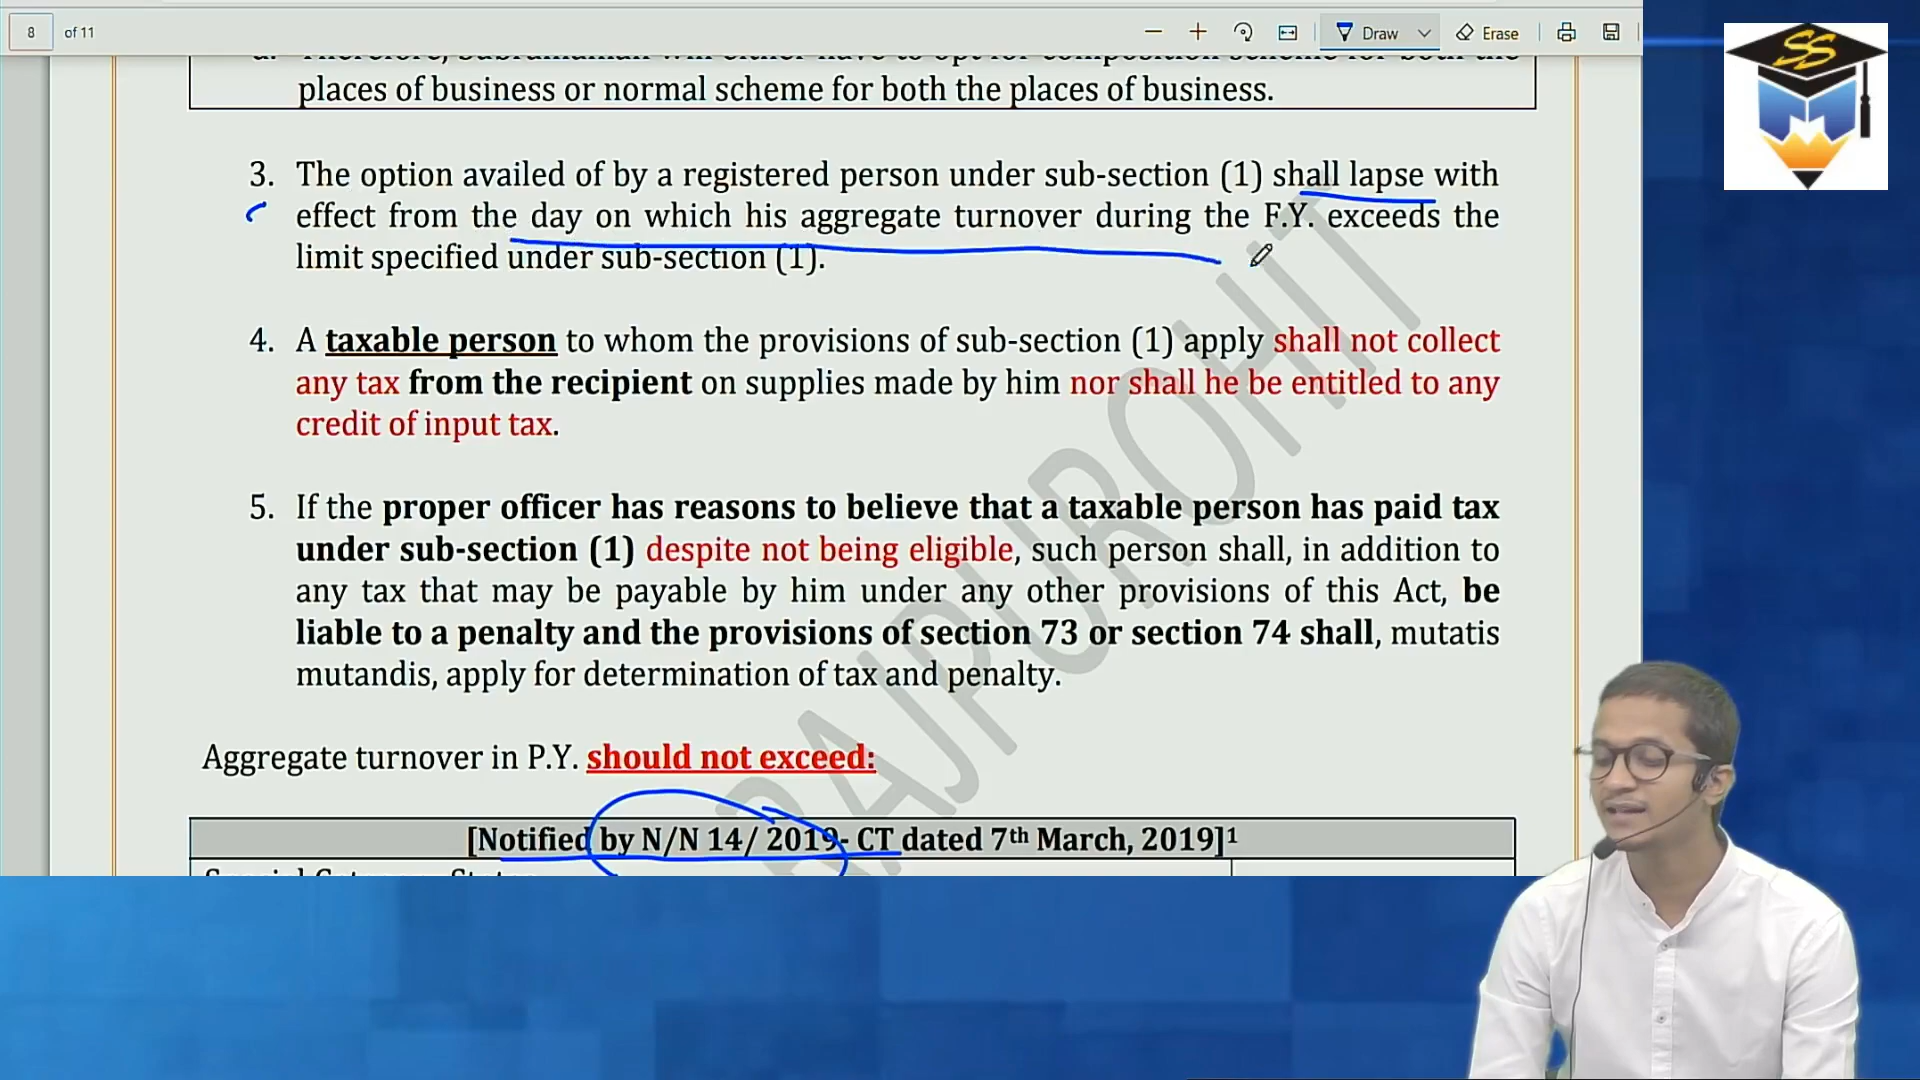 8 of 11
Draw
Erase
SS
places of business or normal scheme for both the places of business.
3. The option availed of by a registered person under sub-section (1) shall lapse with
effect from the day on which his aggregate turnover during the F.Y. exceeds the
limit specified under sub-section (1).
4. A taxable person to whom the provisions of sub-section (1) apply shall not collect
any tax from the recipient on supplies made by him nor shall he be entitled to any
credit of input tax.
5. If the proper officer has reasons to believe that a taxable person has paid tax
under sub-section (1) despite not being eligible, such person shall, in addition to
any tax that may be payable by him under any other provisions of this Act, be
liable to a penalty and the provisions of section 73 or section 74 shall, mutatis
mutandis, apply for determination of tax and penalty.
RAJPUROHIT
Aggregate turnover in P.Y. should not exceed:
[Notified by N/N 14/ 2019- CT dated 7th March, 2019]1